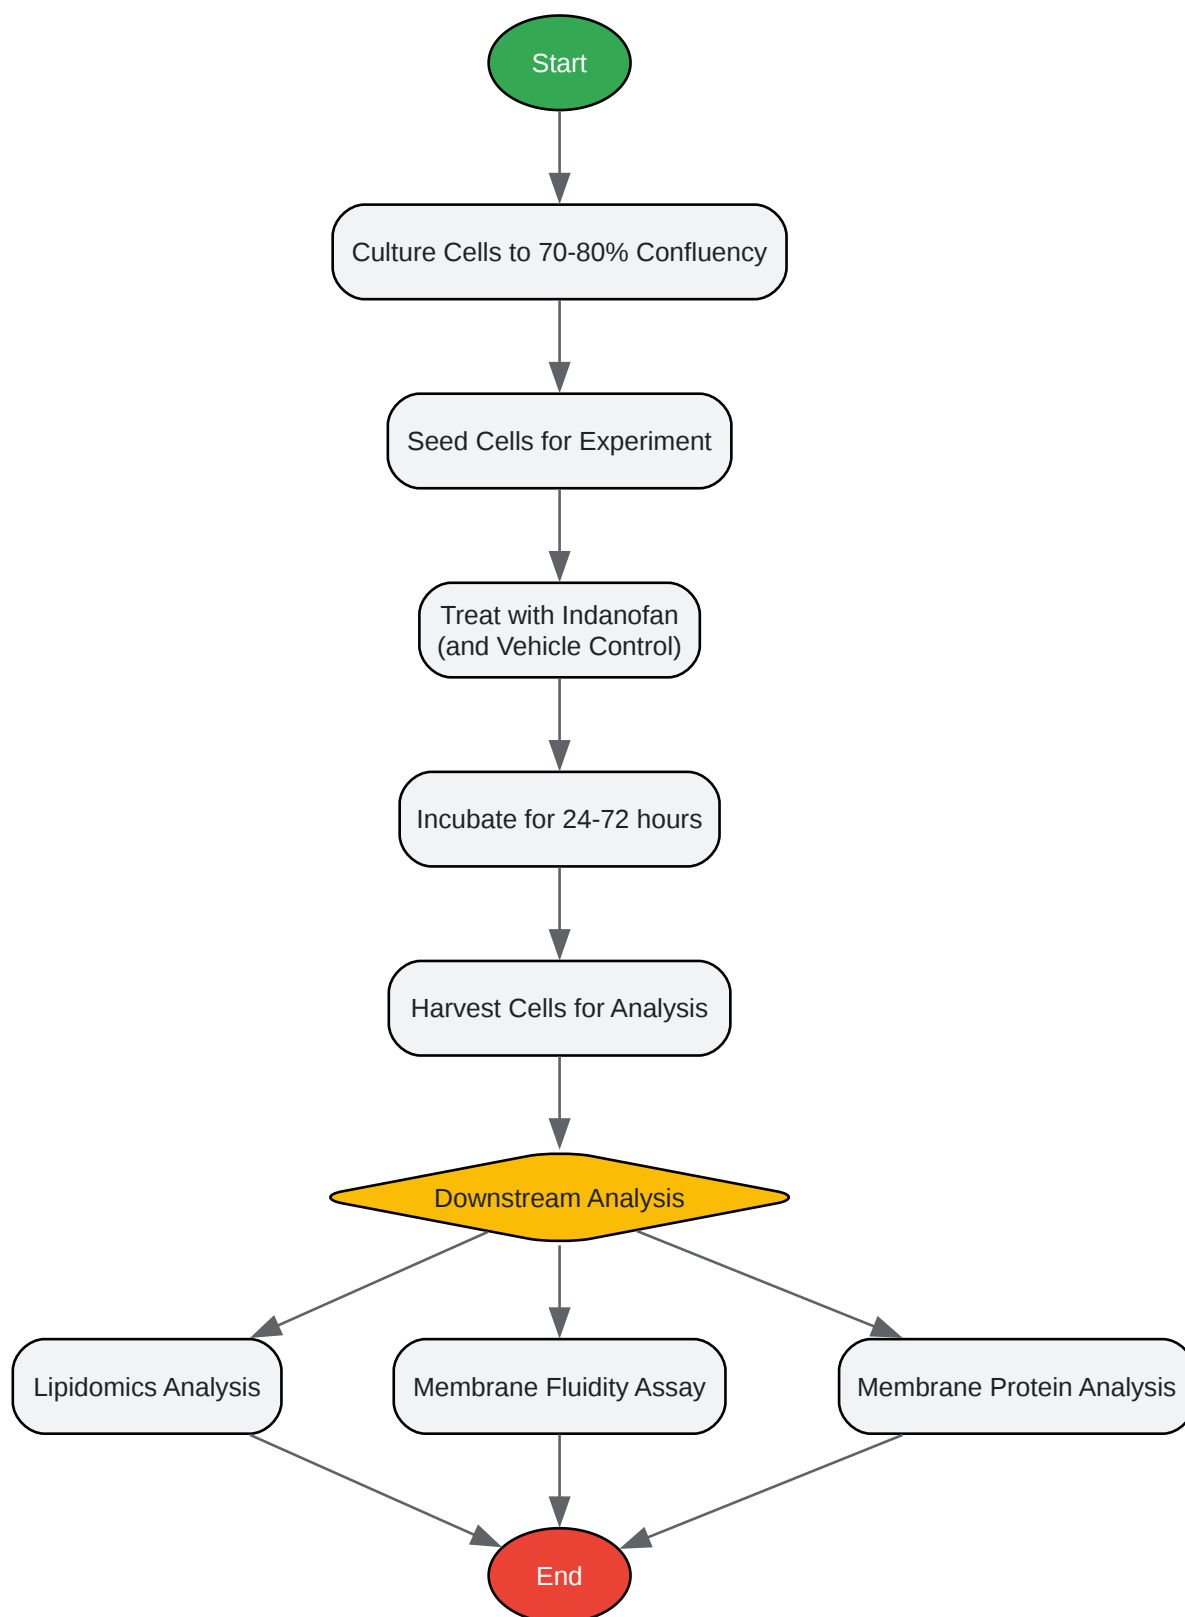 Start
Culture Cells to 70-80% Confluency
Seed Cells for Experiment
Treat with Indanofan
(and Vehicle Control)
Incubate for 24-72 hours
Harvest Cells for Analysis
Downstream Analysis
Lipidomics Analysis
Membrane Fluidity Assay
Membrane Protein Analysis
End